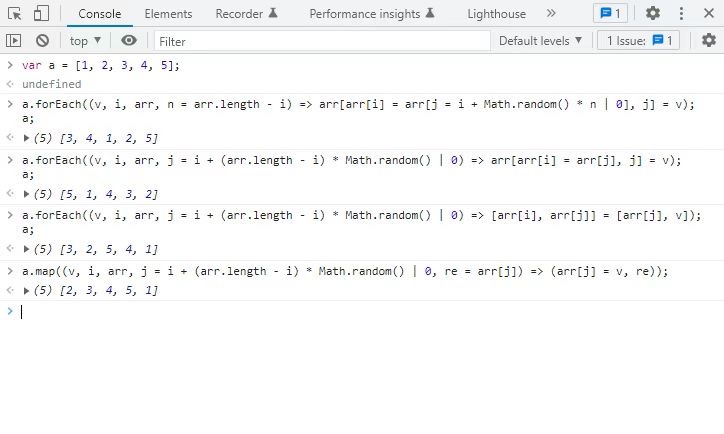 Console Elements Recorder Performance insights Lighthouse » 1
top ▼ Filter Default levels ▼ 1 Issue: 1
> var a = [1, 2, 3, 4, 5];
undefined
> a.forEach((v, i, arr, n = arr.length - i) => arr[arr[i] = arr[j = i + Math.random() * n | 0], j] = v);
a;
(5) [3, 4, 1, 2, 5]
> a.forEach((v, i, arr, j = i + (arr.length - i) * Math.random() | 0) => arr[arr[i] = arr[j], j] = v);
a;
(5) [5, 1, 4, 3, 2]
> a.forEach((v, i, arr, j = i + (arr.length - i) * Math.random() | 0) => [arr[i], arr[j]] = [arr[j], v]);
a;
(5) [3, 2, 5, 4, 1]
> a.map((v, i, arr, j = i + (arr.length - i) * Math.random() | 0, re = arr[j]) => (arr[j] = v, re));
(5) [2, 3, 4, 5, 1]
>